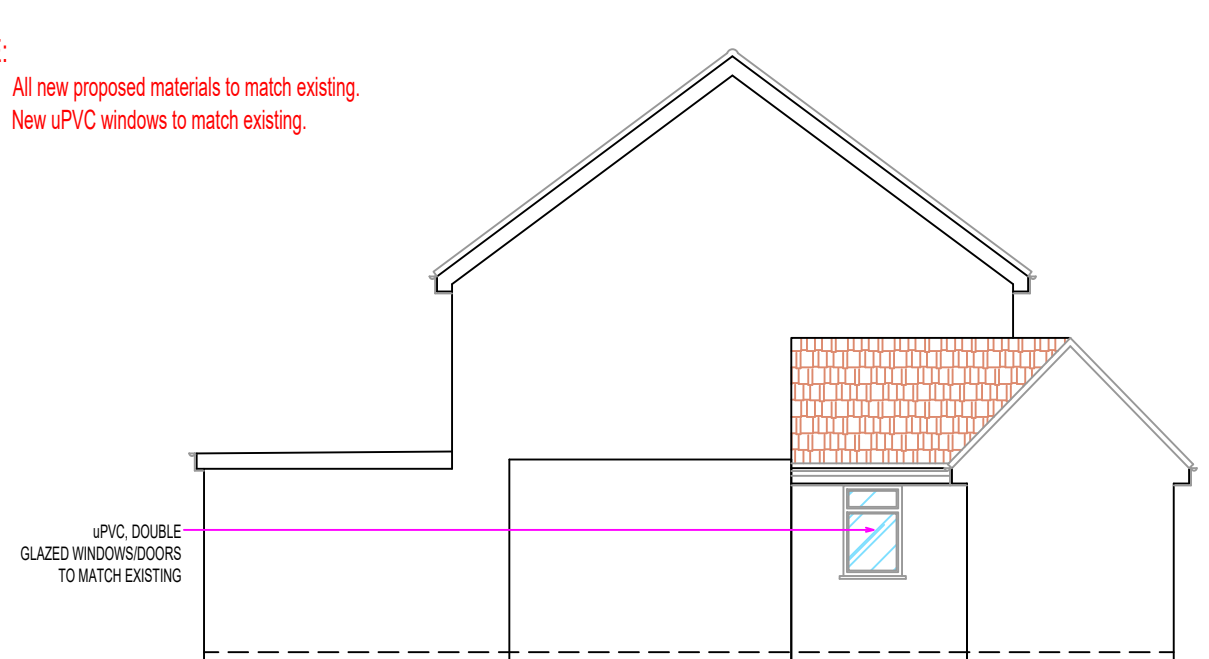 All new proposed materials to match existing.
New uPVC windows to match existing.
uPVC, DOUBLE
GLAZED WINDOWS/DOORS
TO MATCH EXISTING